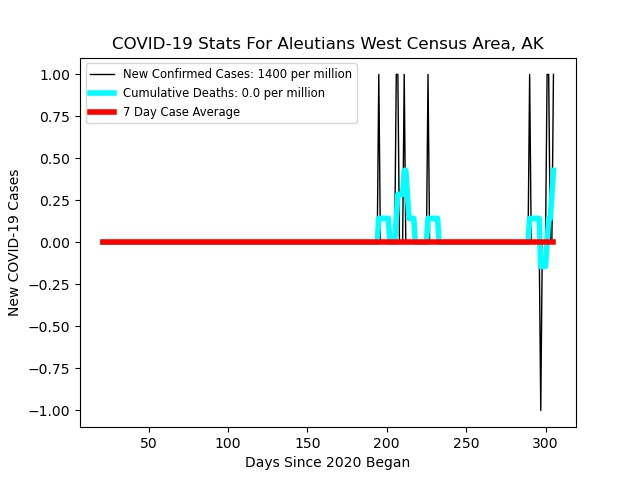 COVID-19 Stats For Aleutians West Census Area, AK
New Confirmed Cases: 1400 per million
Cumulative Deaths: 0.0 per million
7 Day Case Average
1.00
0.75
0.50
0.25
0.00
−0.25
−0.50
−0.75
−1.00
New COVID-19 Cases
50 100 150 200 250 300
Days Since 2020 Began